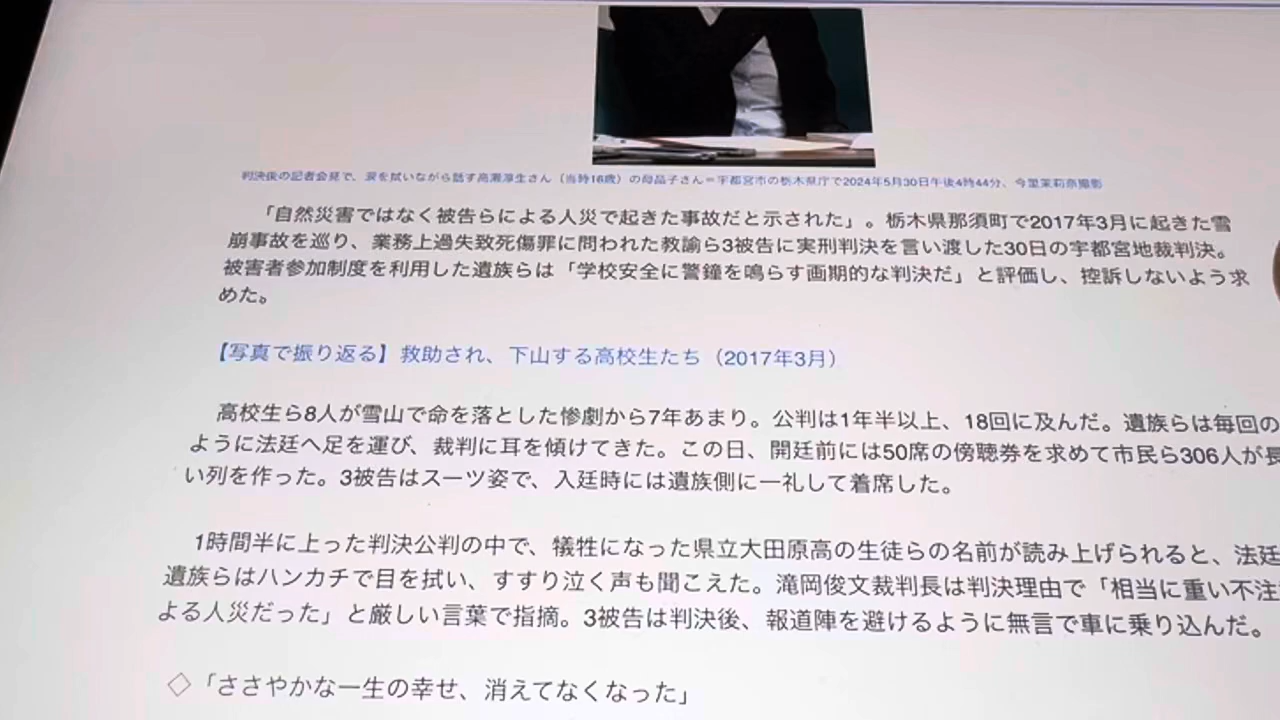 判決後の記者会見で、涙を拭いながら話す高瀬淳生さん（当時16歳）の母晶子さん＝宇都宮市の栃木県庁で2024年5月30日午後4時44分、今里茉莉奈撮影
「自然災害ではなく被告らによる人災で起きた事故だと示された」。栃木県那須町で2017年3月に起きた雪
崩事故を巡り、業務上過失致死傷罪に問われた教諭ら3被告に実刑判決を言い渡した30日の宇都宮地裁判決。
被害者参加制度を利用した遺族らは「学校安全に警鐘を鳴らす画期的な判決だ」と評価し、控訴しないよう求
めた。
【写真で振り返る】救助され、下山する高校生たち（2017年3月）
高校生ら8人が雪山で命を落とした惨劇から7年あまり。公判は1年半以上、18回に及んだ。遺族らは毎回の
ように法廷へ足を運び、裁判に耳を傾けてきた。この日、開廷前には50席の傍聴券を求めて市民ら306人が長
い列を作った。3被告はスーツ姿で、入廷時には遺族側に一礼して着席した。
1時間半に上った判決公判の中で、犠牲になった県立大田原高の生徒らの名前が読み上げられると、法廷
遺族らはハンカチで目を拭い、すすり泣く声も聞こえた。滝岡俊文裁判長は判決理由で「相当に重い不注
よる人災だった」と厳しい言葉で指摘。3被告は判決後、報道陣を避けるように無言で車に乗り込んだ。
◇「ささやかな一生の幸せ、消えてなくなった」